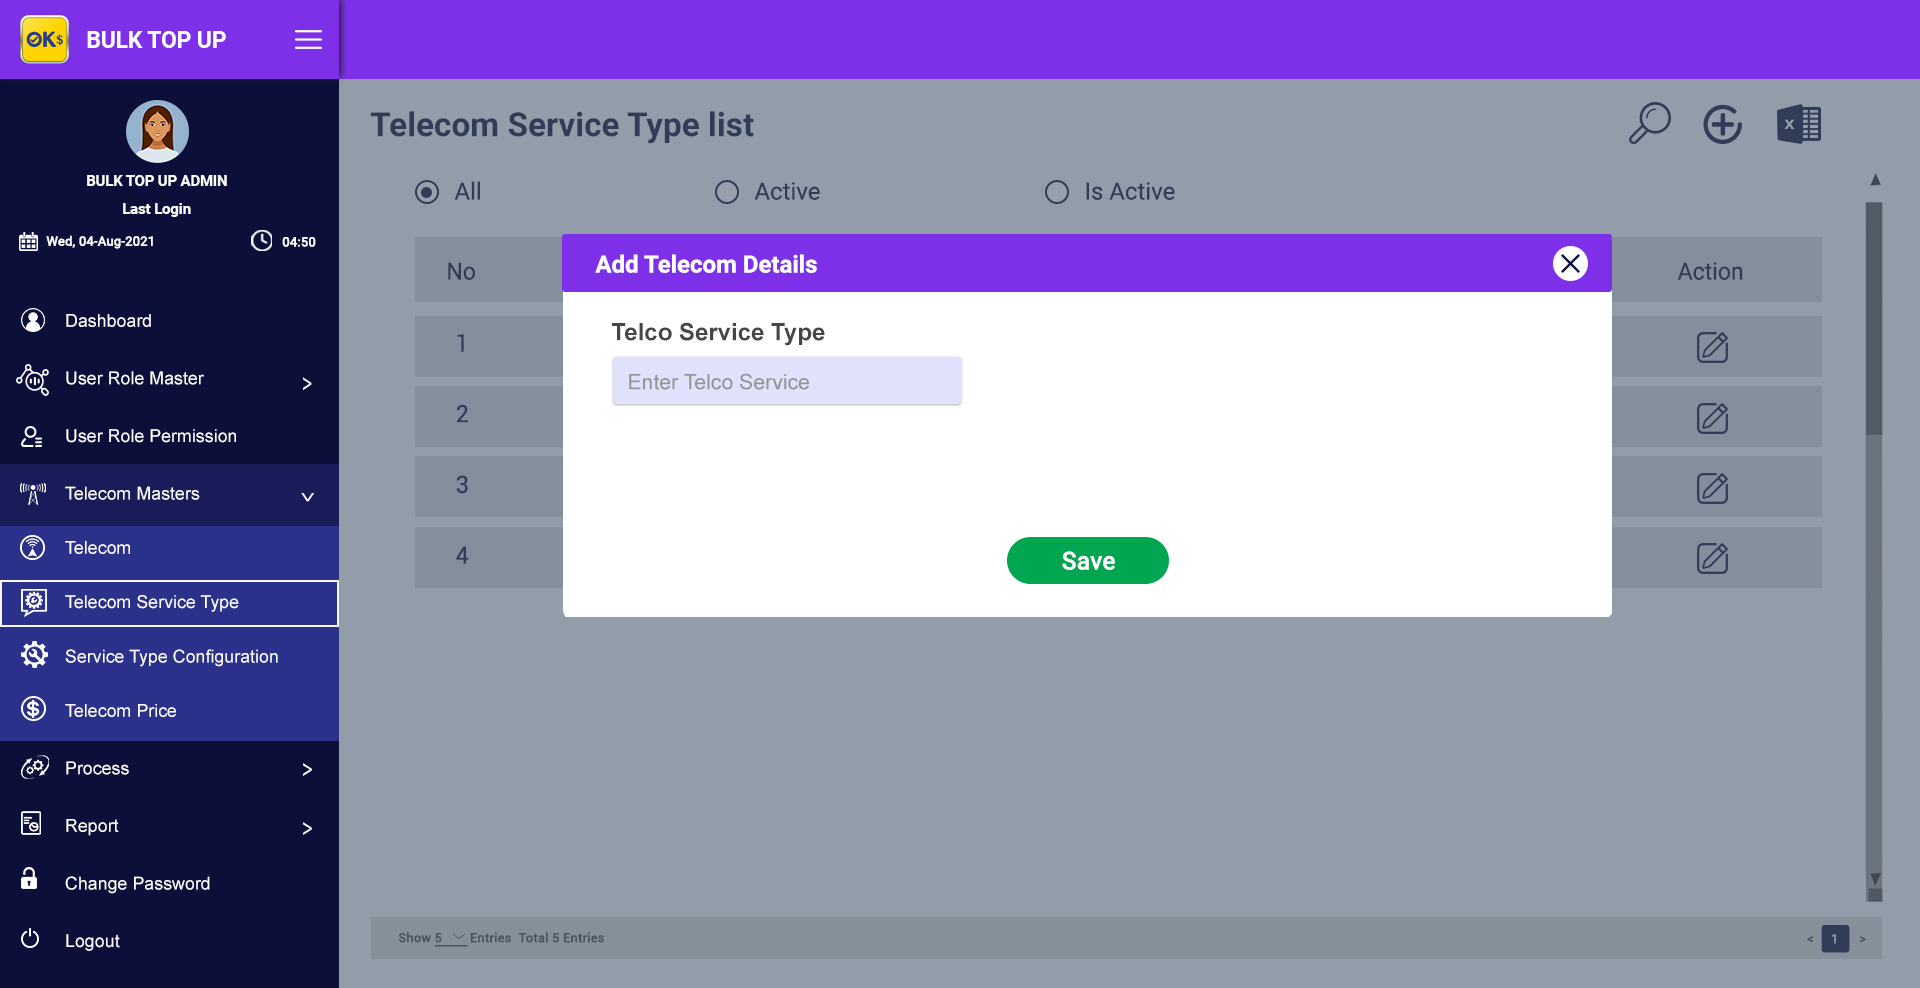 OK$ BULK TOP UP
BULK TOP UP ADMIN
Last Login
Wed, 04-Aug-2021 04:50
Dashboard
User Role Master >
User Role Permission
Telecom Masters
Telecom
Telecom Service Type
Service Type Configuration
Telecom Price
Process >
Report >
Change Password
Logout
Telecom Service Type list
X
All Active Is Active
No Action
1
2
3
4
Add Telecom Details
Telco Service Type
Enter Telco Service
Save
Show 5 Entries Total 5 Entries
< 1 >